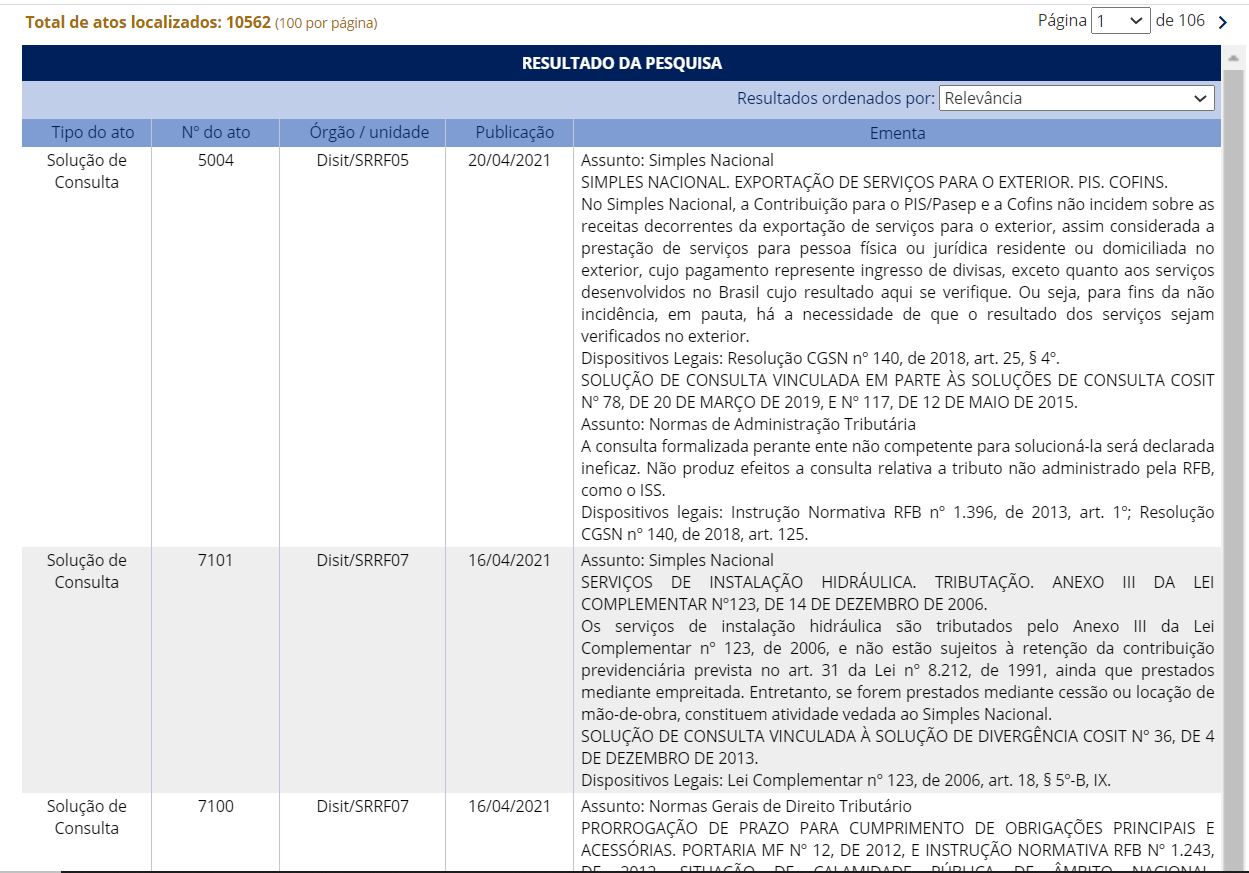 Total de atos localizados: 10562 (100 por página)
Página 1 de 106
RESULTADO DA PESQUISA
Resultados ordenados por: Relevância
Tipo do ato Nº do ato Órgão / unidade Publicação Ementa
Solução de Consulta 5004 Disit/SRRF05 20/04/2021
Assunto: Simples Nacional
SIMPLES NACIONAL. EXPORTAÇÃO DE SERVIÇOS PARA O EXTERIOR. PIS. COFINS.
No Simples Nacional, a Contribuição para o PIS/Pasep e a Cofins não incidem sobre as
receitas decorrentes da exportação de serviços para o exterior, assim considerada a
prestação de serviços para pessoa física ou jurídica residente ou domiciliada no
exterior, cujo pagamento represente ingresso de divisas, exceto quanto aos serviços
desenvolvidos no Brasil cujo resultado aqui se verifique. Ou seja, para fins da não
incidência, em pauta, há a necessidade de que o resultado dos serviços sejam
verificados no exterior.
Dispositivos Legais: Resolução CGSN nº 140, de 2018, art. 25, § 4º.
SOLUÇÃO DE CONSULTA VINCULADA EM PARTE ÀS SOLUÇÕES DE CONSULTA COSIT
Nº 78, DE 20 DE MARÇO DE 2019, E Nº 117, DE 12 DE MAIO DE 2015.
Assunto: Normas de Administração Tributária
A consulta formalizada perante ente não competente para solucioná-la será declarada
ineficaz. Não produz efeitos a consulta relativa a tributo não administrado pela RFB,
como o ISS.
Dispositivos legais: Instrução Normativa RFB nº 1.396, de 2013, art. 1º; Resolução
CGSN nº 140, de 2018, art. 125.
Solução de Consulta 7101 Disit/SRRF07 16/04/2021
Assunto: Simples Nacional
SERVIÇOS DE INSTALAÇÃO HIDRÁULICA. TRIBUTAÇÃO. ANEXO III DA LEI
COMPLEMENTAR Nº123, DE 14 DE DEZEMBRO DE 2006.
Os serviços de instalação hidráulica são tributados pelo Anexo III da Lei
Complementar nº 123, de 2006, e não estão sujeitos à retenção da contribuição
previdenciária prevista no art. 31 da Lei nº 8.212, de 1991, ainda que prestados
mediante empreitada. Entretanto, se forem prestados mediante cessão ou locação de
mão-de-obra, constituem atividade vedada ao Simples Nacional.
SOLUÇÃO DE CONSULTA VINCULADA À SOLUÇÃO DE DIVERGÊNCIA COSIT Nº 36, DE 4
DE DEZEMBRO DE 2013.
Dispositivos Legais: Lei Complementar nº 123, de 2006, art. 18, § 5º-B, IX.
Solução de Consulta 7100 Disit/SRRF07 16/04/2021
Assunto: Normas Gerais de Direito Tributário
PRORROGAÇÃO DE PRAZO PARA CUMPRIMENTO DE OBRIGAÇÕES PRINCIPAIS E
ACESSÓRIAS. PORTARIA MF Nº 12, DE 2012, E INSTRUÇÃO NORMATIVA RFB Nº 1.243,
DE 2012. SITUAÇÃO DE CALAMIDADE PÚBLICA DE ÂMBITO NACIONAL.